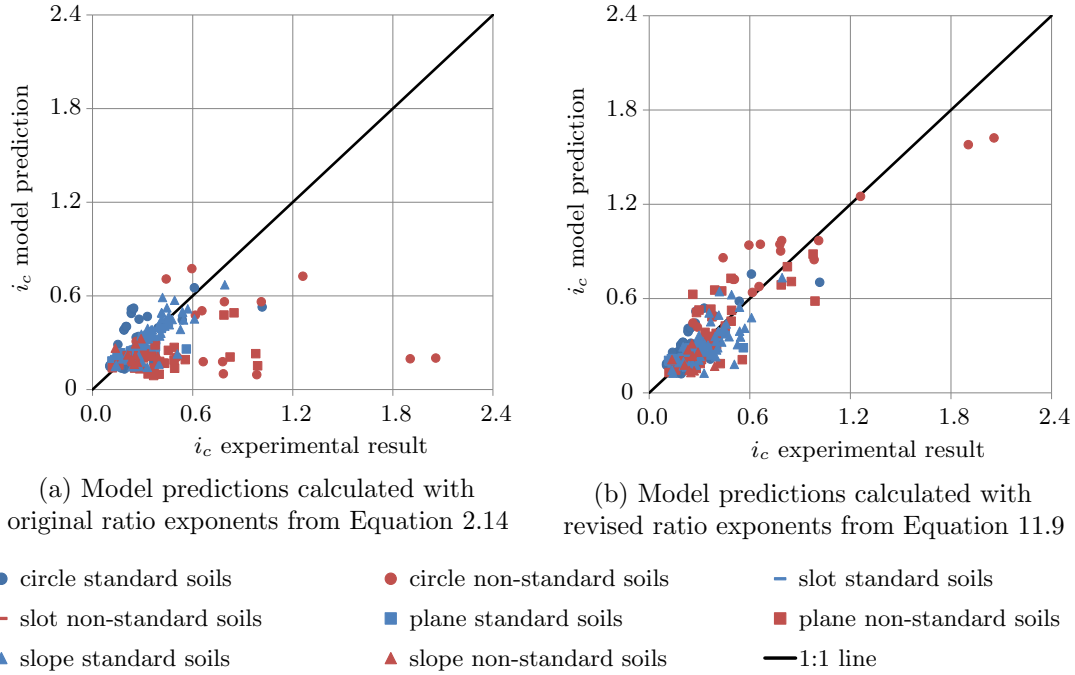 2.4
1.8
1.2
0.6
0
0.0 0.6 1.2 1.8 2.4
i_c model prediction
i_c experimental result
(a) Model predictions calculated with
original ratio exponents from Equation 2.14
2.4
1.8
1.2
0.6
0
0.0 0.6 1.2 1.8 2.4
i_c model prediction
i_c experimental result
(b) Model predictions calculated with
revised ratio exponents from Equation 11.9
circle standard soils
circle non-standard soils
slot standard soils
slot non-standard soils
plane standard soils
plane non-standard soils
slope standard soils
slope non-standard soils
1:1 line